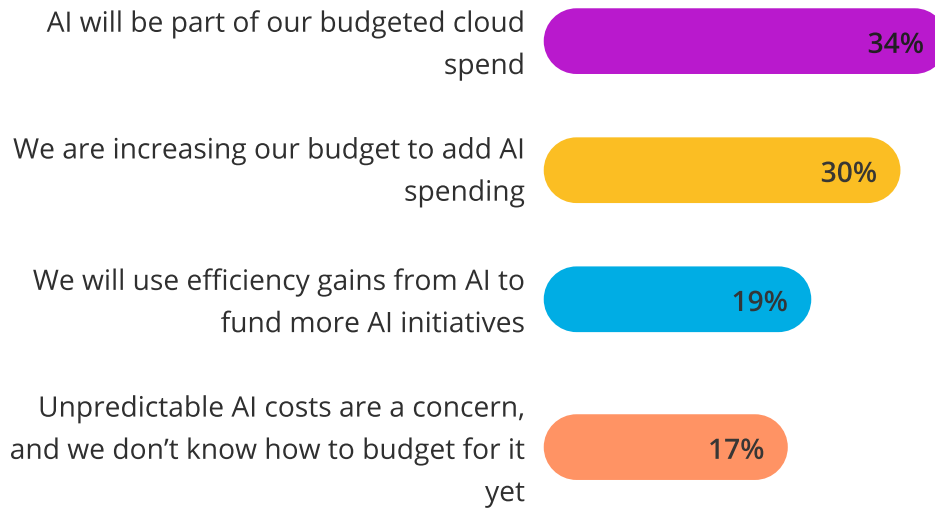 AI will be part of our budgeted cloud
spend
34%
We are increasing our budget to add AI
spending
30%
We will use efficiency gains from AI to
fund more AI initiatives
19%
Unpredictable AI costs are a concern,
and we don’t know how to budget for it
yet
17%